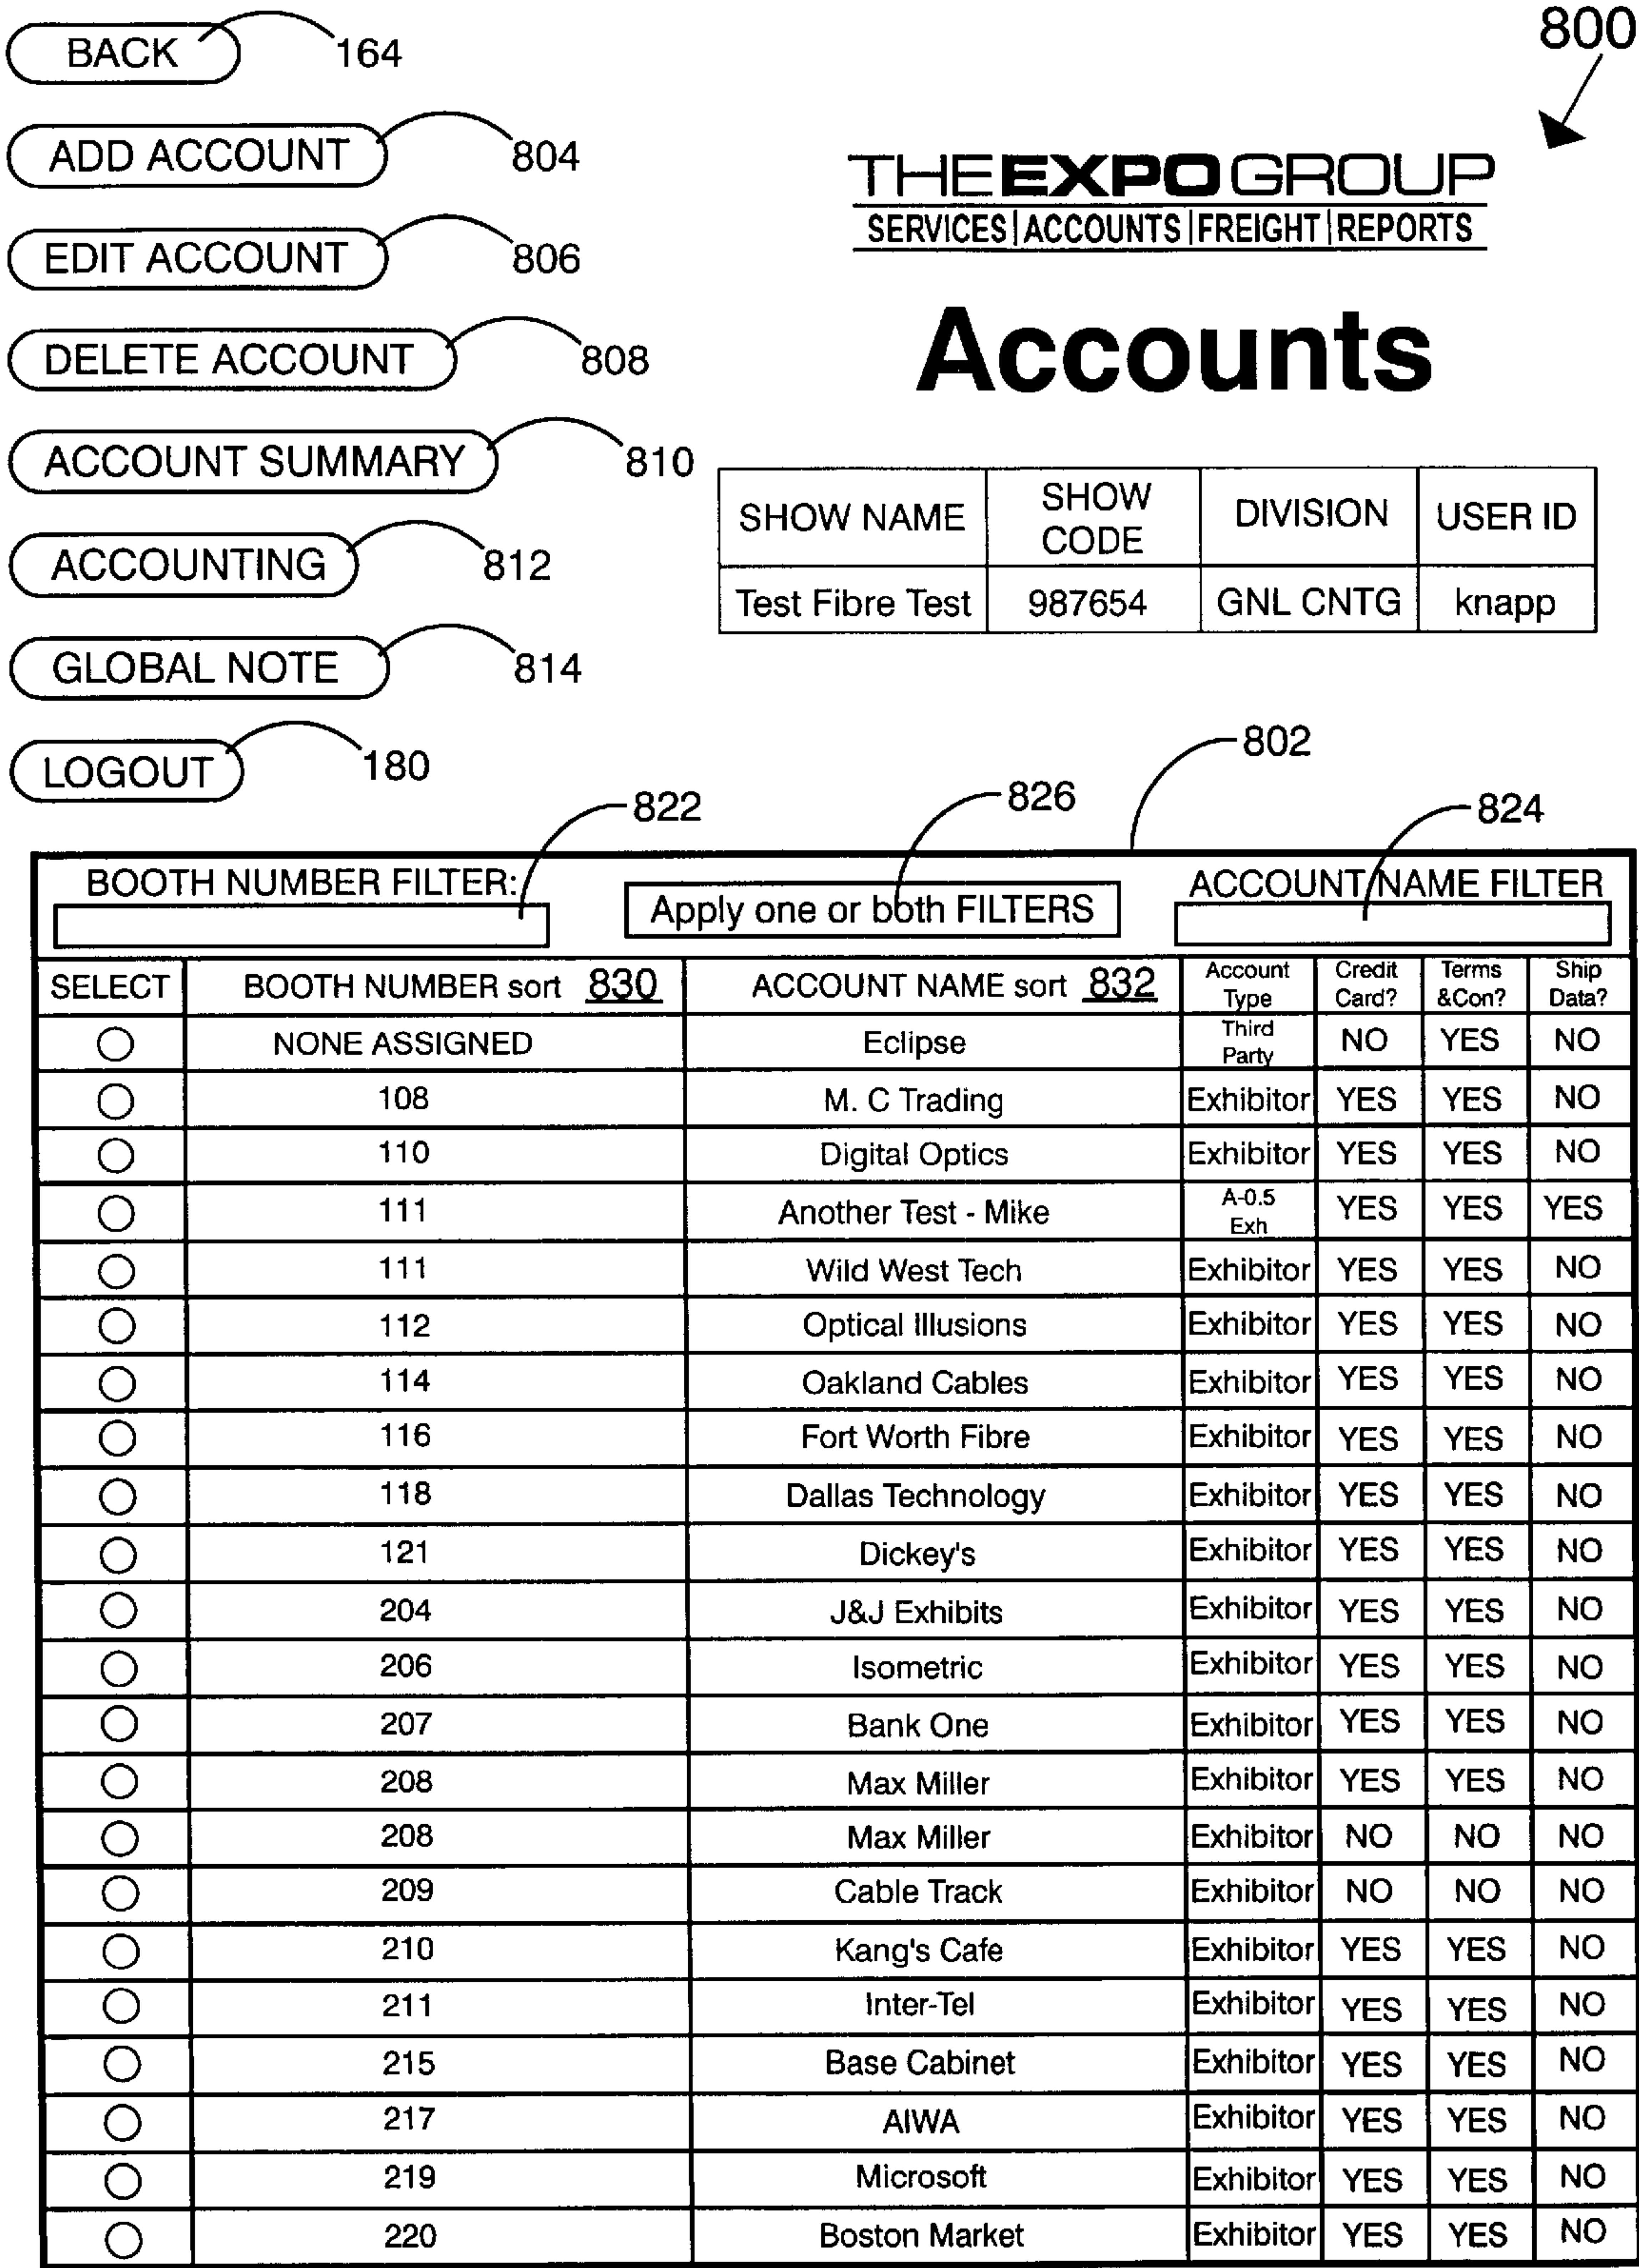 800
BACK 164
ADD ACCOUNT 804
EDIT ACCOUNT 806
DELETE ACCOUNT 808
ACCOUNT SUMMARY 810
ACCOUNTING 812
GLOBAL NOTE 814
LOGOUT 180
THE EXPO GROUP
SERVICES|ACCOUNTS|FREIGHT|REPORTS
Accounts
SHOW NAME SHOW CODE DIVISION USER ID
Test Fibre Test 987654 GNL CNTG knapp
802
822 826 824
BOOTH NUMBER FILTER: Apply one or both FILTERS ACCOUNT NAME FILTER
SELECT BOOTH NUMBER sort 830 ACCOUNT NAME sort 832 Account Type Credit Card? Terms &Con? Ship Data?
NONE ASSIGNED Eclipse Third Party NO YES NO
108 M. C Trading Exhibitor YES YES NO
110 Digital Optics Exhibitor YES YES NO
111 Another Test - Mike A-0.5 Exh YES YES YES
111 Wild West Tech Exhibitor YES YES NO
112 Optical Illusions Exhibitor YES YES NO
114 Oakland Cables Exhibitor YES YES NO
116 Fort Worth Fibre Exhibitor YES YES NO
118 Dallas Technology Exhibitor YES YES NO
121 Dickey's Exhibitor YES YES NO
204 J&J Exhibits Exhibitor YES YES NO
206 Isometric Exhibitor YES YES NO
207 Bank One Exhibitor YES YES NO
208 Max Miller Exhibitor YES YES NO
208 Max Miller Exhibitor NO NO NO
209 Cable Track Exhibitor NO NO NO
210 Kang's Cafe Exhibitor YES YES NO
211 Inter-Tel Exhibitor YES YES NO
215 Base Cabinet Exhibitor YES YES NO
217 AIWA Exhibitor YES YES NO
219 Microsoft Exhibitor YES YES NO
220 Boston Market Exhibitor YES YES NO